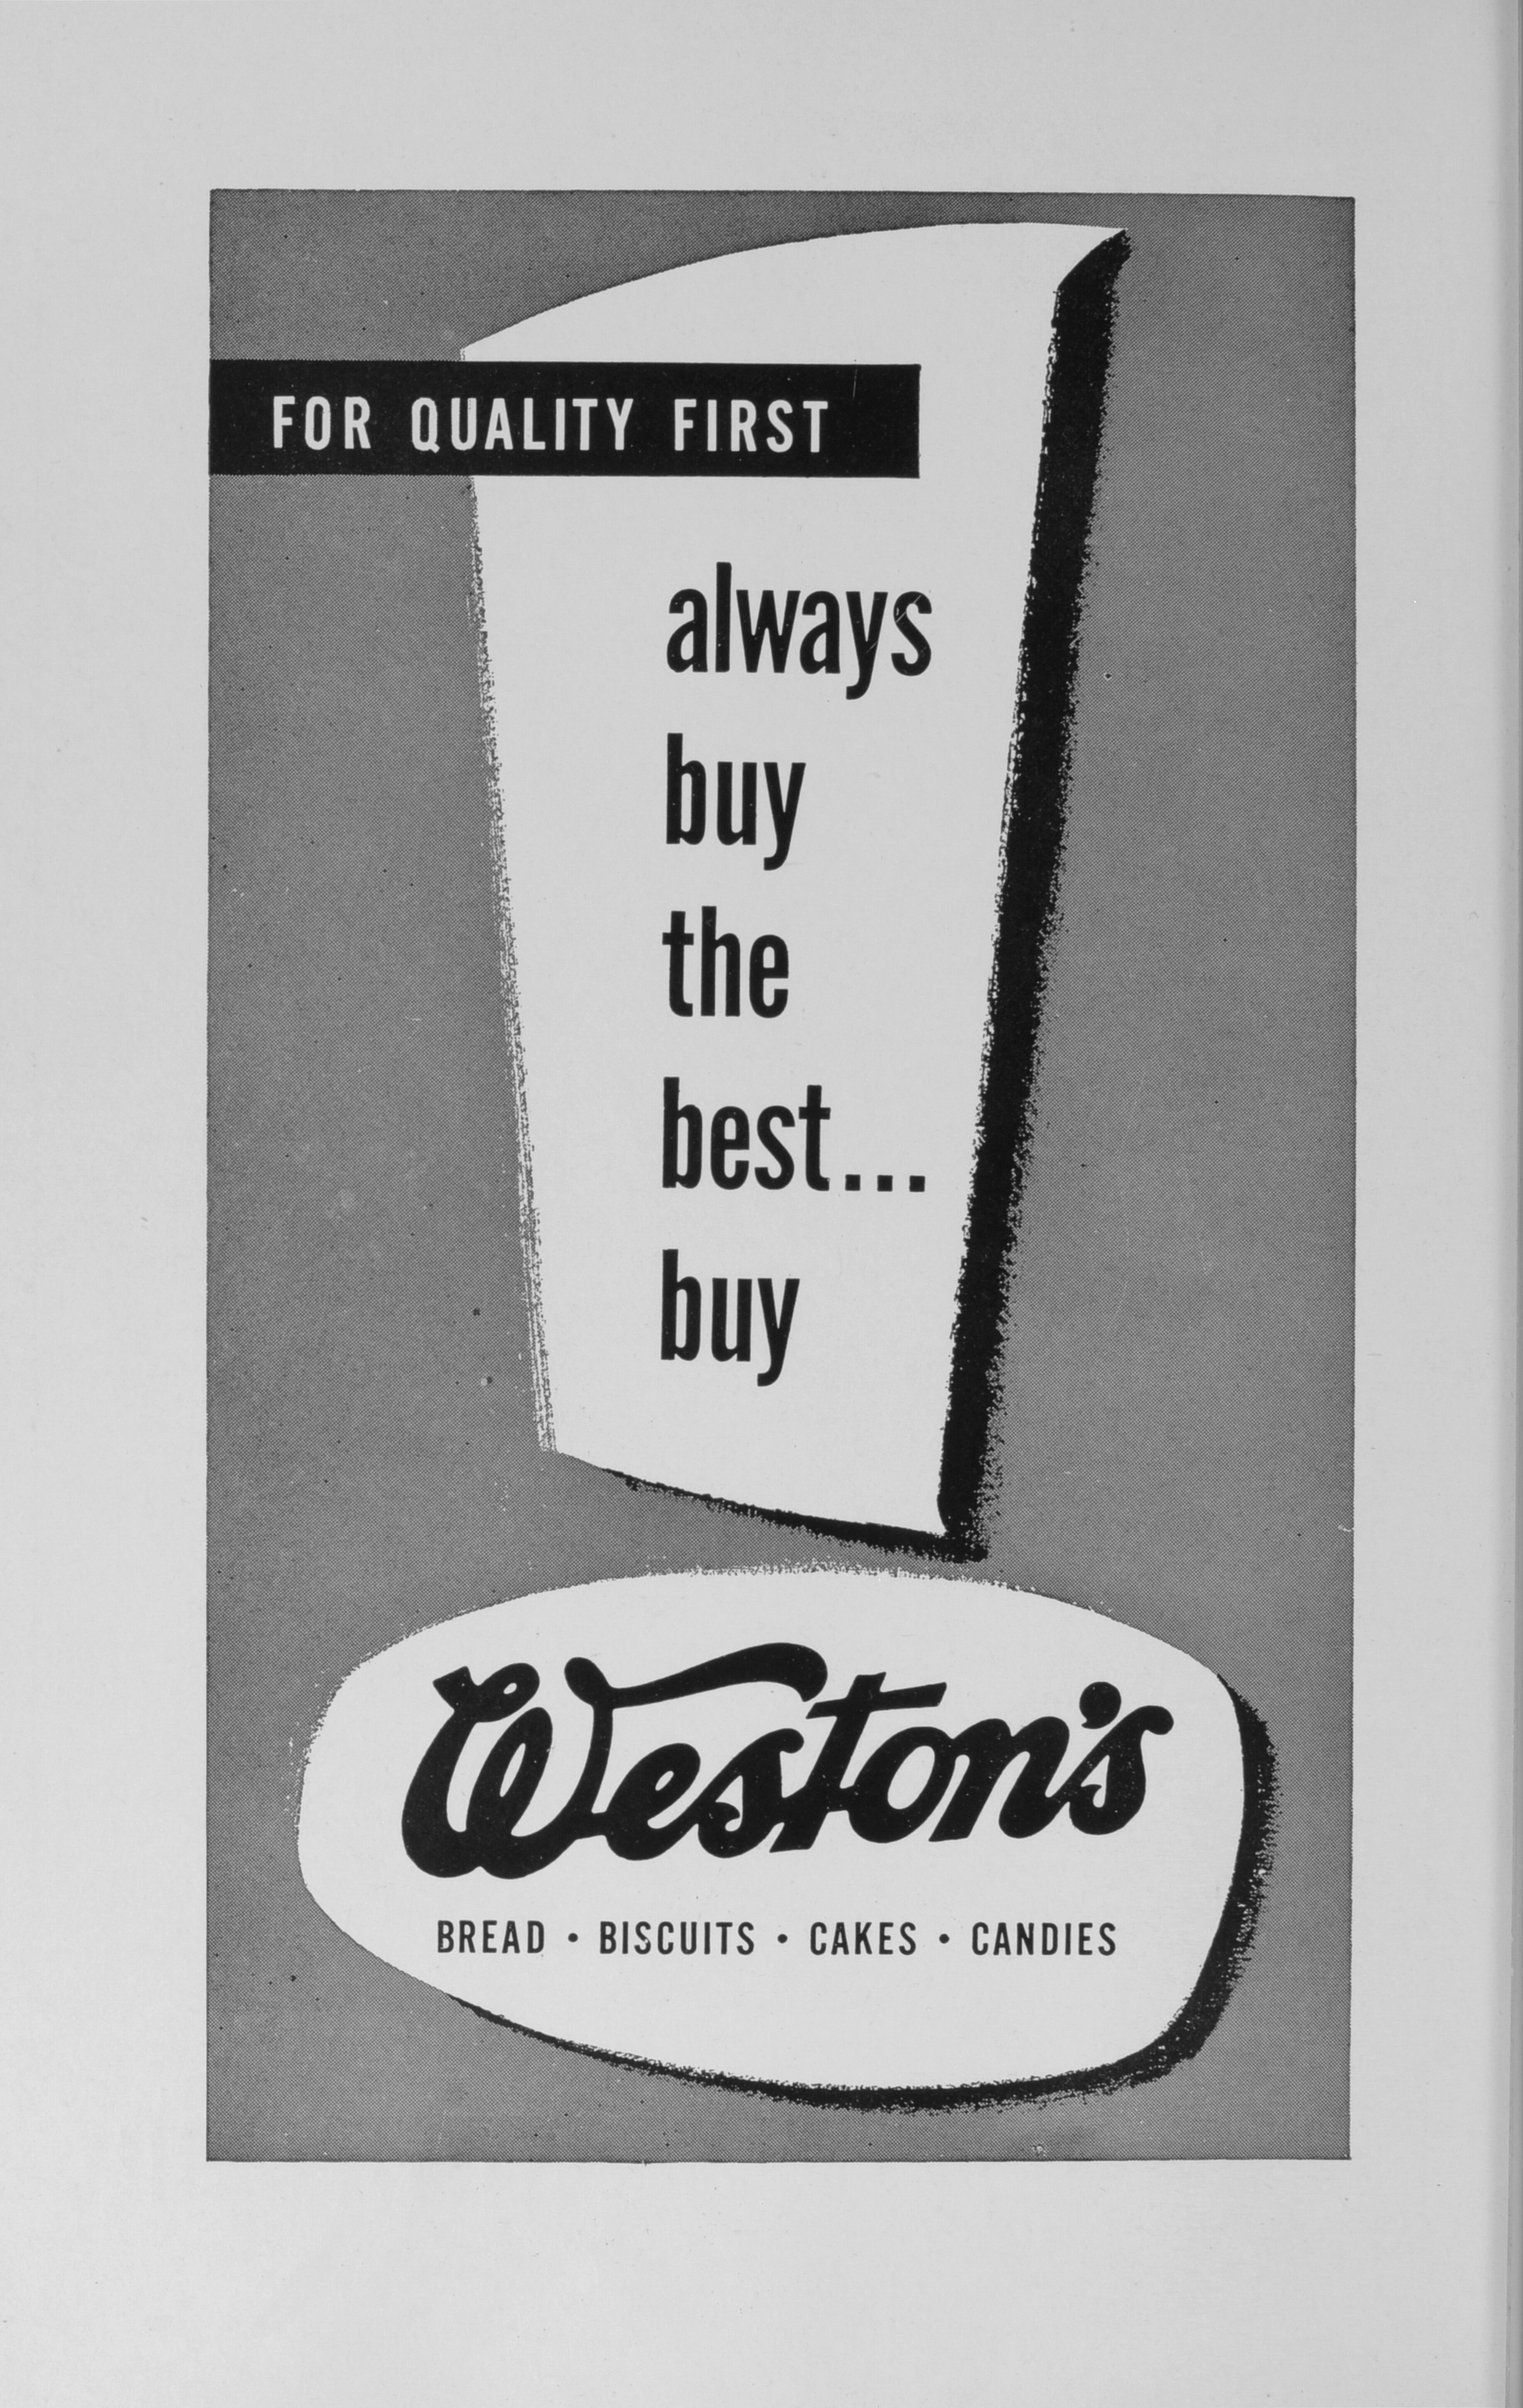 FOR QUALITY FIRST
always
buy
the
best...
buy
Weston's
BREAD • BISCUITS • CAKES • CANDIES